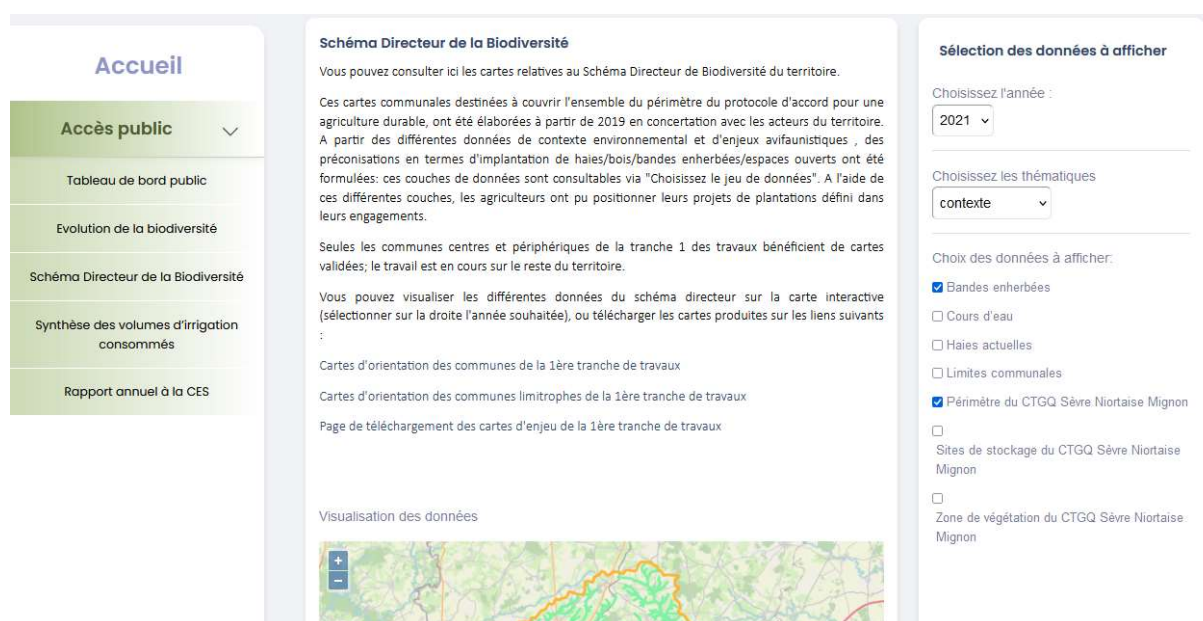 Accueil
Accès public
Tableau de bord public
Evolution de la biodiversité
Schéma Directeur de la Biodiversité
Synthèse des volumes d'irrigation
consommés
Rapport annuel à la CES
Schéma Directeur de la Biodiversité
Vous pouvez consulter ici les cartes relatives au Schéma Directeur de Biodiversité du territoire.
Ces cartes communales destinées à couvrir l'ensemble du périmètre du protocole d'accord pour une
agriculture durable, ont été élaborées à partir de 2019 en concertation avec les acteurs du territoire.
A partir des différentes données de contexte environnemental et d'enjeux avifaunistiques , des
préconisations en termes d'implantation de haies/bois/bandes enherbées/espaces ouverts ont été
formulées: ces couches de données sont consultables via "Choisissez le jeu de données". A l'aide de
ces différentes couches, les agriculteurs ont pu positionner leurs projets de plantations défini dans
leurs engagements.
Seules les communes centres et périphériques de la tranche 1 des travaux bénéficient de cartes
validées; le travail est en cours sur le reste du territoire.
Vous pouvez visualiser les différentes données du schéma directeur sur la carte interactive
(sélectionner sur la droite l'année souhaitée), ou télécharger les cartes produites sur les liens suivants
:
Cartes d'orientation des communes de la 1ère tranche de travaux
Cartes d'orientation des communes limitrophes de la 1ère tranche de travaux
Page de téléchargement des cartes d'enjeu de la 1ère tranche de travaux
Visualisation des données
+
−
Sélection des données à afficher
Choisissez l'année :
2021
Choisissez les thématiques
contexte
Choix des données à afficher:
Bandes enherbées
Cours d'eau
Haies actuelles
Limites communales
Périmètre du CTGQ Sèvre Niortaise Mignon
Sites de stockage du CTGQ Sèvre Niortaise
Mignon
Zone de végétation du CTGQ Sèvre Niortaise
Mignon